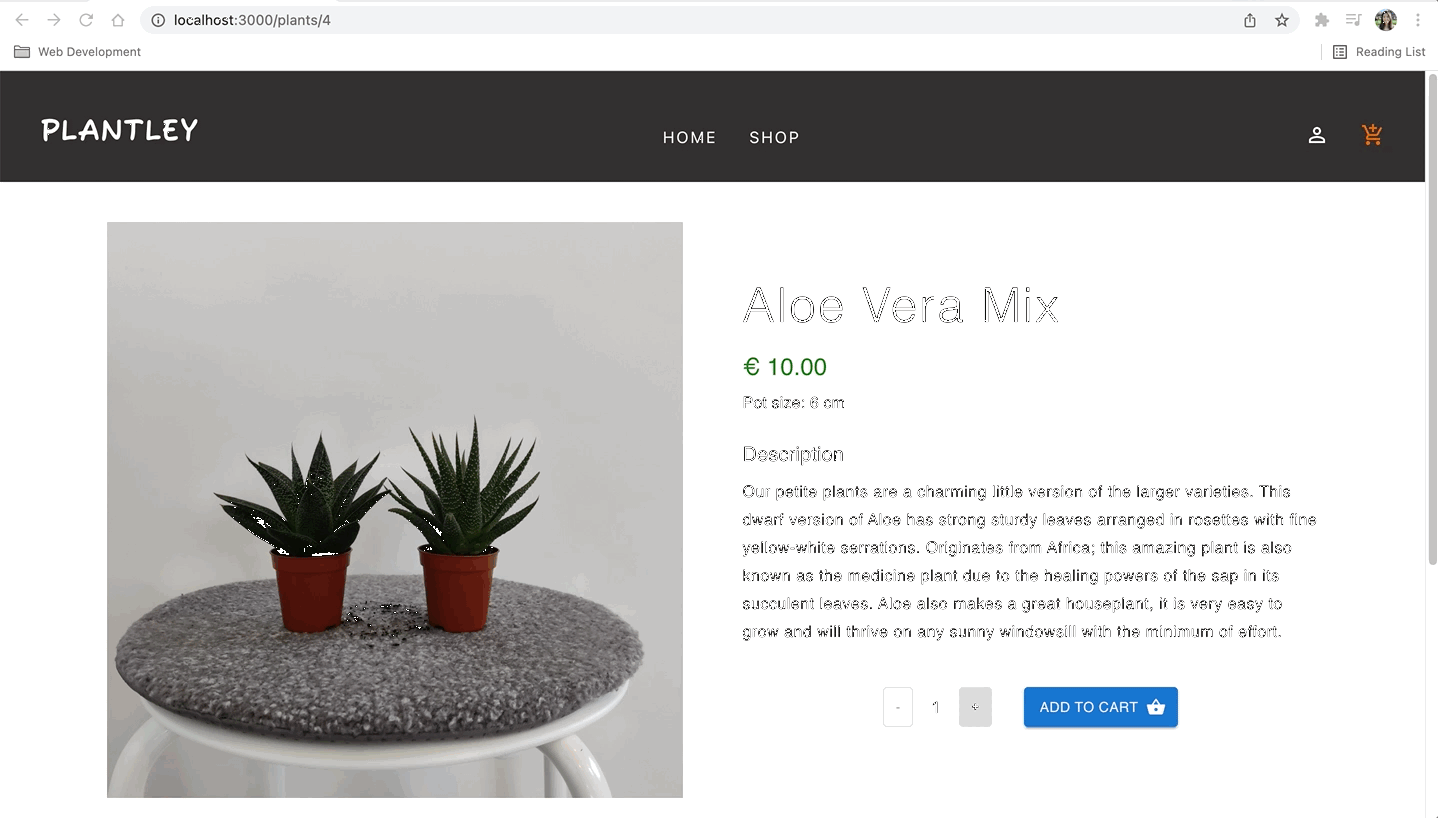 localhost:3000/plants/4
Web Development
Reading List
PLANTLEY
HOME SHOP
Aloe Vera Mix
€ 10.00
Pot size: 6 cm
Description
Our petite plants are a charming little version of the larger varieties. This
dwarf version of Aloe has strong sturdy leaves arranged in rosettes with fine
yellow-white serrations. Originates from Africa; this amazing plant is also
known as the medicine plant due to the healing powers of the sap in its
succulent leaves. Aloe also makes a great houseplant, it is very easy to
grow and will thrive on any sunny windowsill with the minimum of effort.
- 1 + ADD TO CART